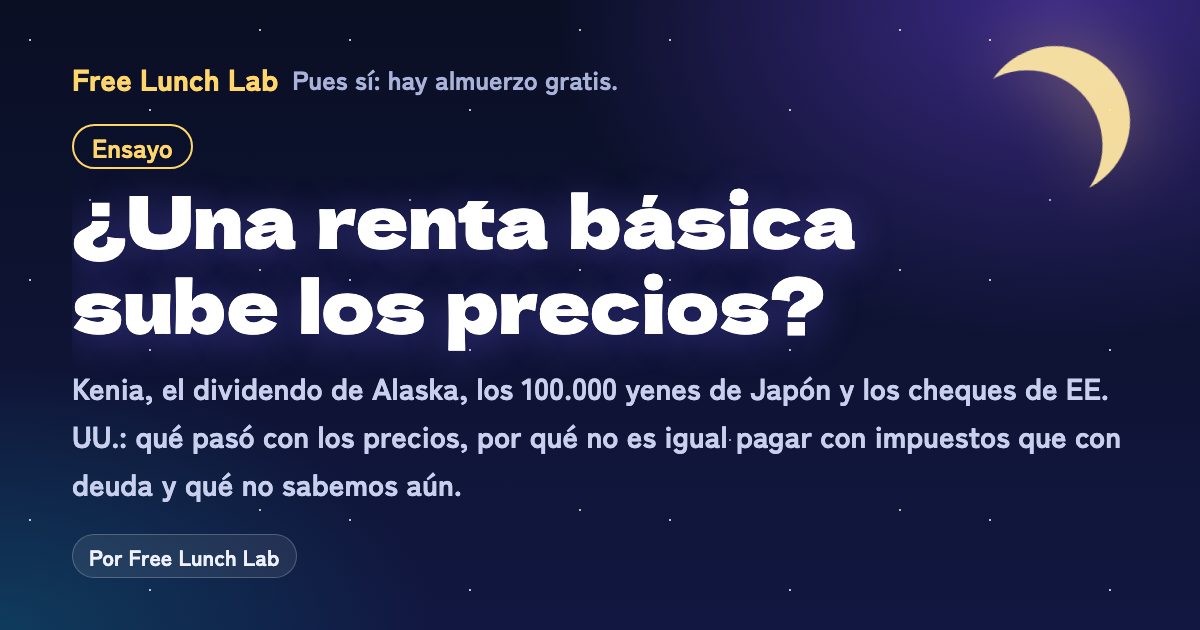 Free Lunch Lab Pues sí: hay almuerzo gratis.
Ensayo
¿Una renta básica
sube los precios?
Kenia, el dividendo de Alaska, los 100.000 yenes de Japón y los cheques de EE.
UU.: qué pasó con los precios, por qué no es igual pagar con impuestos que con
deuda y qué no sabemos aún.
Por Free Lunch Lab